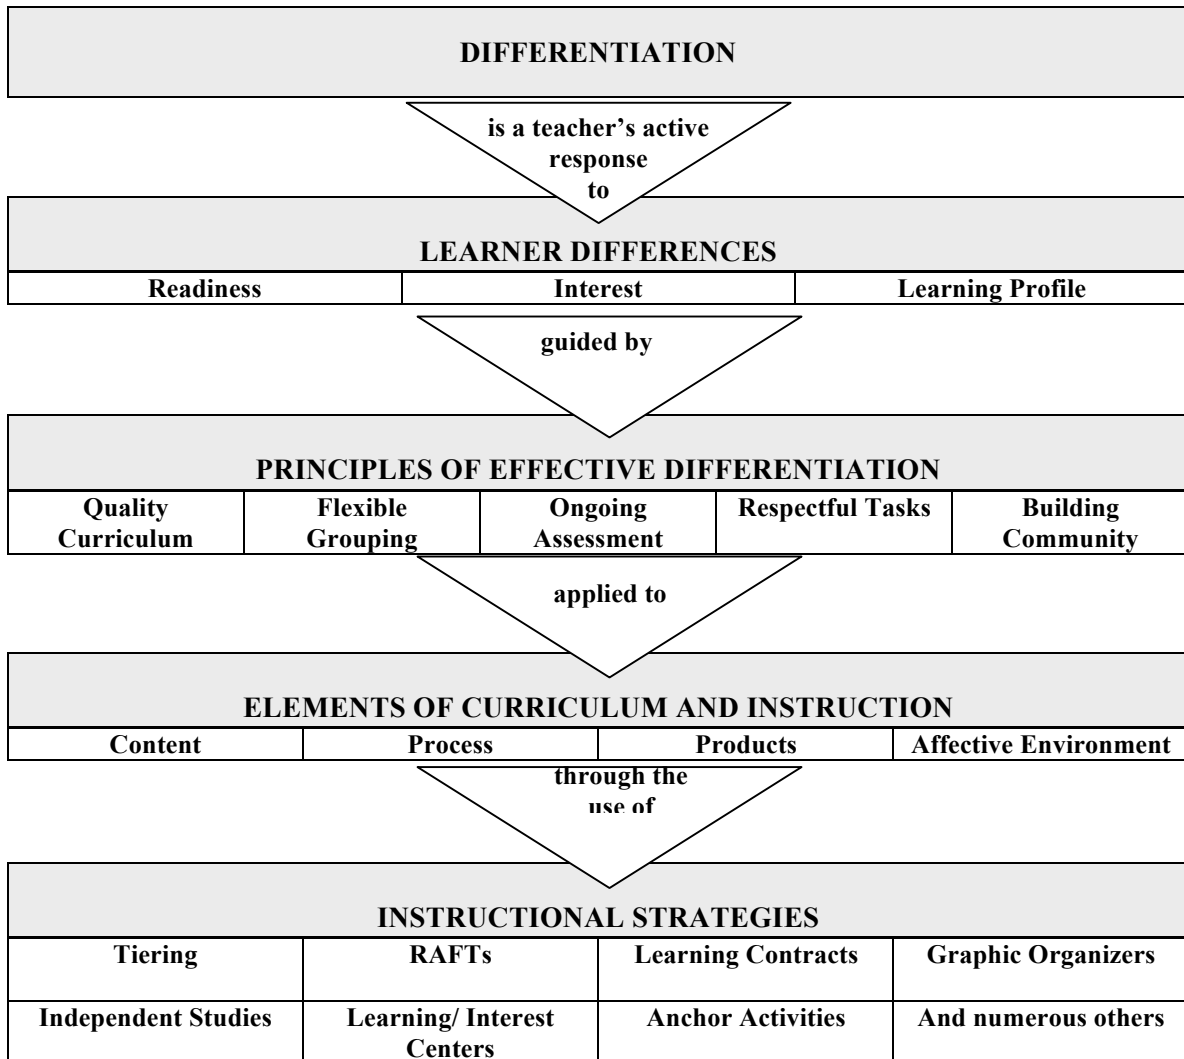 DIFFERENTIATION
is a teacher’s active
response
to
LEARNER DIFFERENCES
Readiness Interest Learning Profile
guided by
PRINCIPLES OF EFFECTIVE DIFFERENTIATION
Quality Flexible Ongoing Respectful Tasks Building
Curriculum Grouping Assessment Community
applied to
ELEMENTS OF CURRICULUM AND INSTRUCTION
Content Process Products Affective Environment
through the
use of
INSTRUCTIONAL STRATEGIES
Tiering RAFTs Learning Contracts Graphic Organizers
Independent Studies Learning/ Interest Anchor Activities And numerous others
Centers